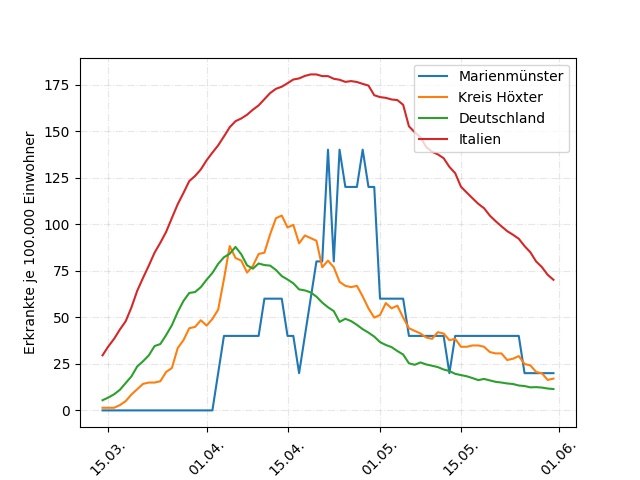 Marienmünster
Kreis Höxter
Deutschland
Italien
Erkrankte je 100.000 Einwohner
175
150
125
100
75
50
25
0
15.03.
01.04.
15.04.
01.05.
15.05.
01.06.